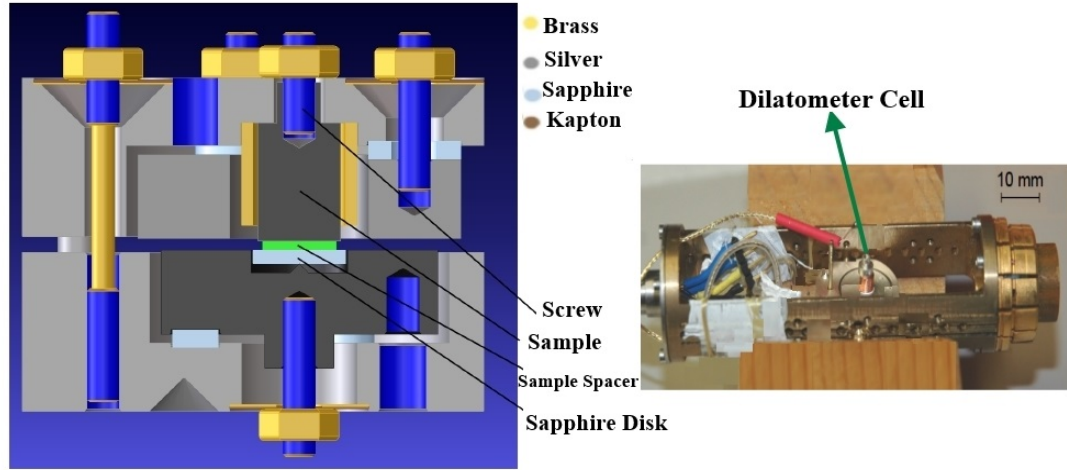 Brass
Silver
Sapphire
Kapton
Screw
Sample
Sample Spacer
Sapphire Disk
Dilatometer Cell
10 mm